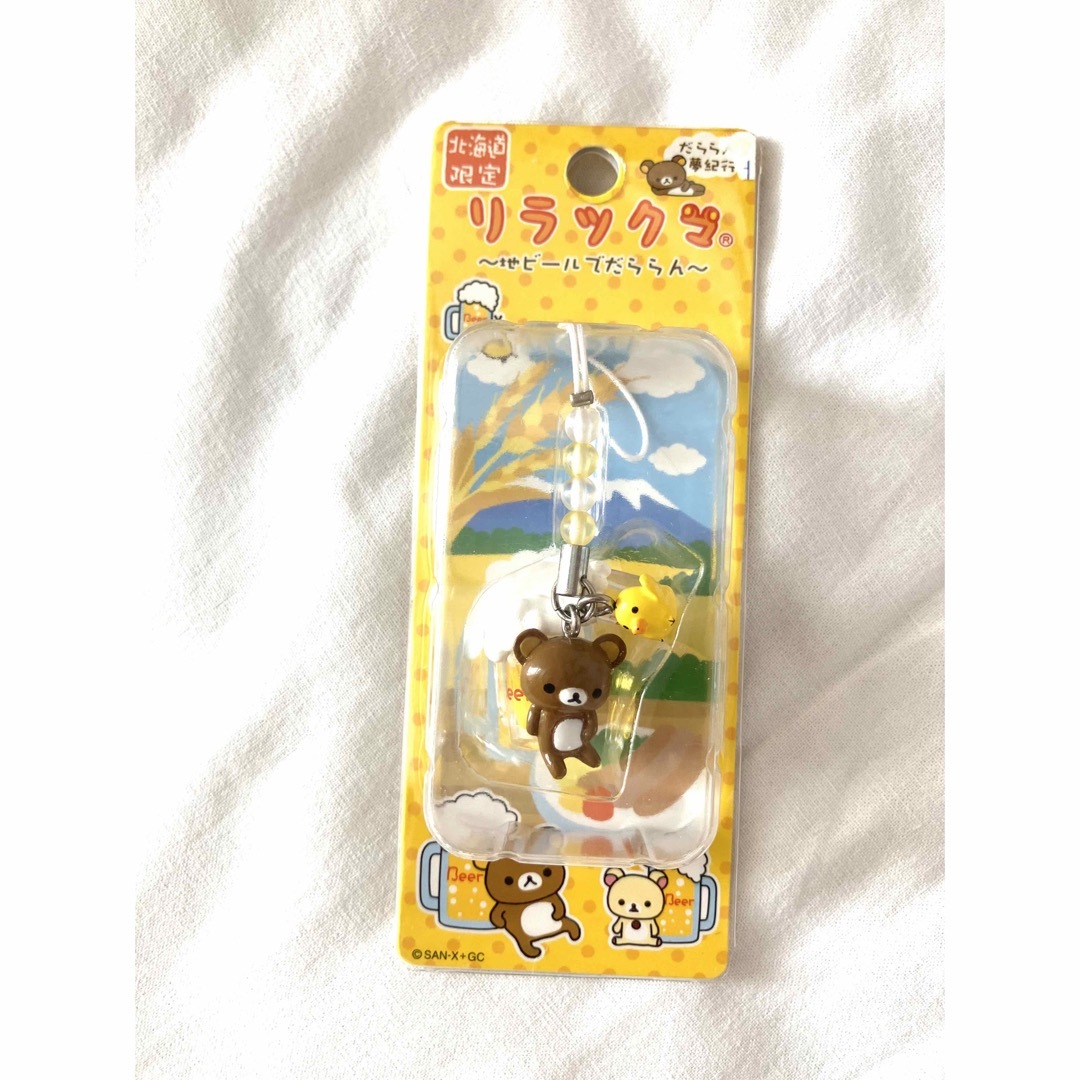 北海道
限定
だらら
夢紀行
リラックマ®
〜地ビールでだららん〜
Beer
eer
Beer
Beer
©SAN-X+GC